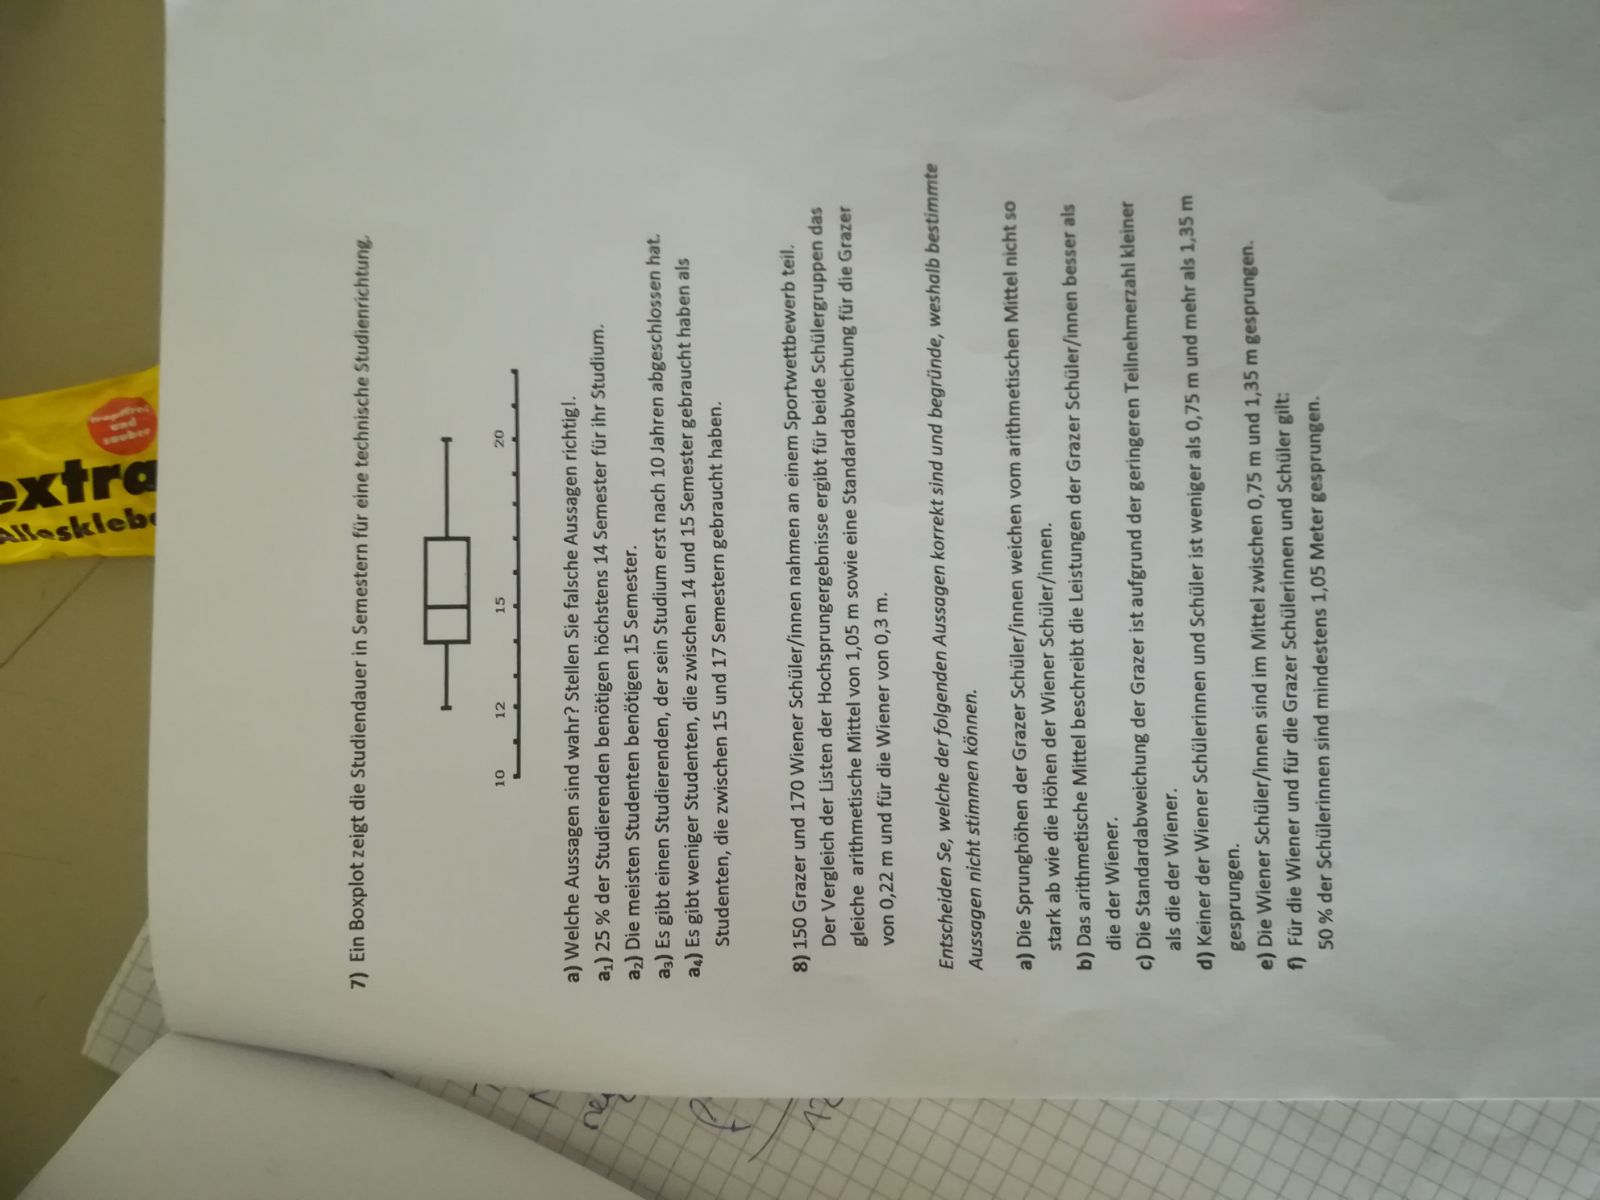 extra
Alleskleb
und
sauber
7) Ein Boxplot zeigt die Studiendauer in Semestern für eine technische Studienrichtung.
10 12 15 20
a) Welche Aussagen sind wahr? Stellen Sie falsche Aussagen richtig!.
a₁) 25 % der Studierenden benötigen höchstens 14 Semester für ihr Studium.
a₂) Die meisten Studenten benötigen 15 Semester.
a₃) Es gibt einen Studierenden, der sein Studium erst nach 10 Jahren abgeschlossen hat.
a₄) Es gibt weniger Studenten, die zwischen 14 und 15 Semester gebraucht haben als
Studenten, die zwischen 15 und 17 Semestern gebraucht haben.
8) 150 Grazer und 170 Wiener Schüler/innen nahmen an einem Sportwettbewerb teil.
Der Vergleich der Listen der Hochsprungergebnisse ergibt für beide Schülergruppen das
gleiche arithmetische Mittel von 1,05 m sowie eine Standardabweichung für die Grazer
von 0,22 m und für die Wiener von 0,3 m.
Entscheiden Se, welche der folgenden Aussagen korrekt sind und begründe, weshalb bestimmte
Aussagen nicht stimmen können.
a) Die Sprunghöhen der Grazer Schüler/innen weichen vom arithmetischen Mittel nicht so
stark ab wie die Höhen der Wiener Schüler/innen.
b) Das arithmetische Mittel beschreibt die Leistungen der Grazer Schüler/innen besser als
die der Wiener.
c) Die Standardabweichung der Grazer ist aufgrund der geringeren Teilnehmerzahl kleiner
als die der Wiener.
d) Keiner der Wiener Schülerinnen und Schüler ist weniger als 0,75 m und mehr als 1,35 m
gesprungen.
e) Die Wiener Schüler/innen sind im Mittel zwischen 0,75 m und 1,35 m gesprungen.
f) Für die Wiener und für die Grazer Schülerinnen und Schüler gilt:
50 % der Schülerinnen sind mindestens 1,05 Meter gesprungen.
12